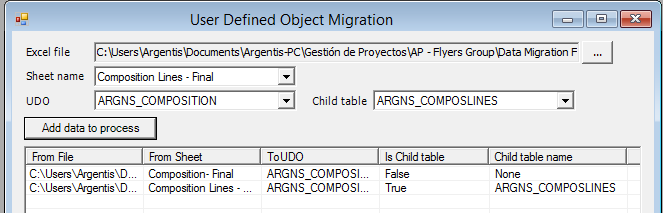 User Defined Object Migration
Excel file C:\Users\Argentis\Documents\Argentis-PC\Gestión de Proyectos\AP - Flyers Group\Data Migration F ...
Sheet name Composition Lines - Final
UDO ARGNS_COMPOSITION Child table ARGNS_COMPOSLINES
Add data to process
From File From Sheet ToUDO Is Child table Child table name
C:\Users\Argentis\D... Composition- Final ARGNS_COMPOSI... False None
C:\Users\Argentis\D... Composition Lines - ... ARGNS_COMPOSI... True ARGNS_COMPOSLINES